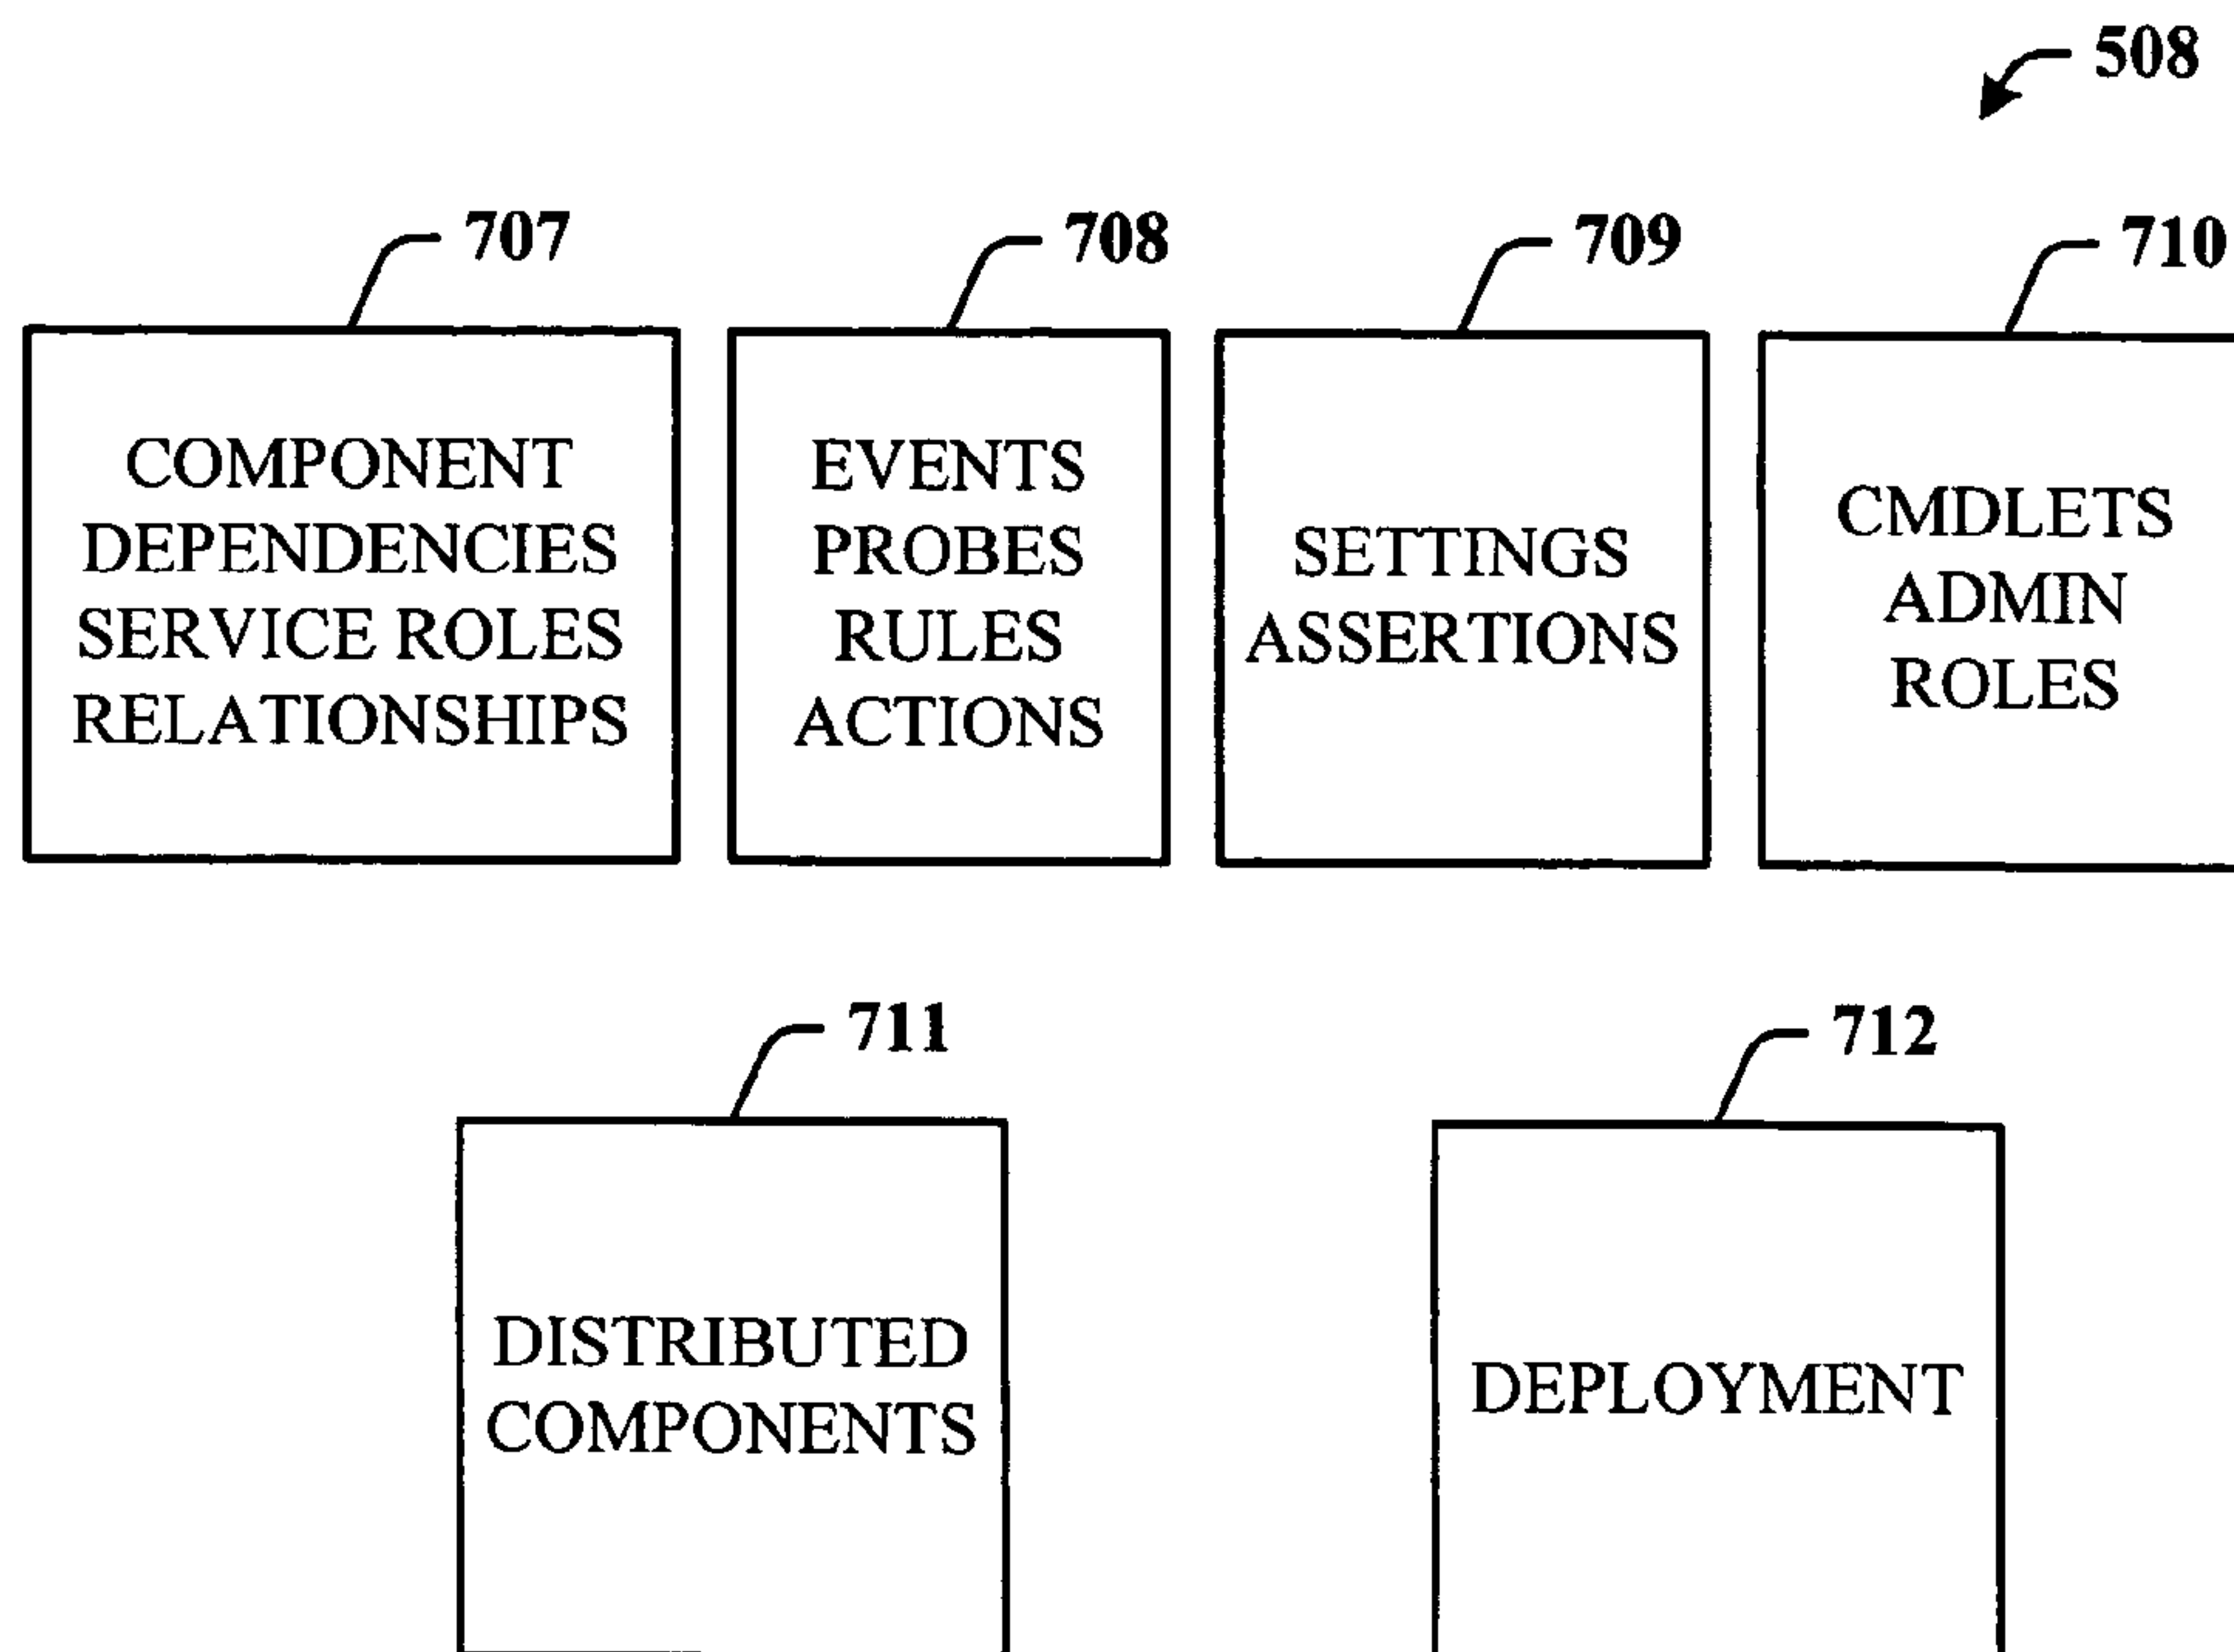 508
707
708
709
710
COMPONENT
DEPENDENCIES
SERVICE ROLES
RELATIONSHIPS
EVENTS
PROBES
RULES
ACTIONS
SETTINGS
ASSERTIONS
CMDLETS
ADMIN
ROLES
711
712
DISTRIBUTED
COMPONENTS
DEPLOYMENT